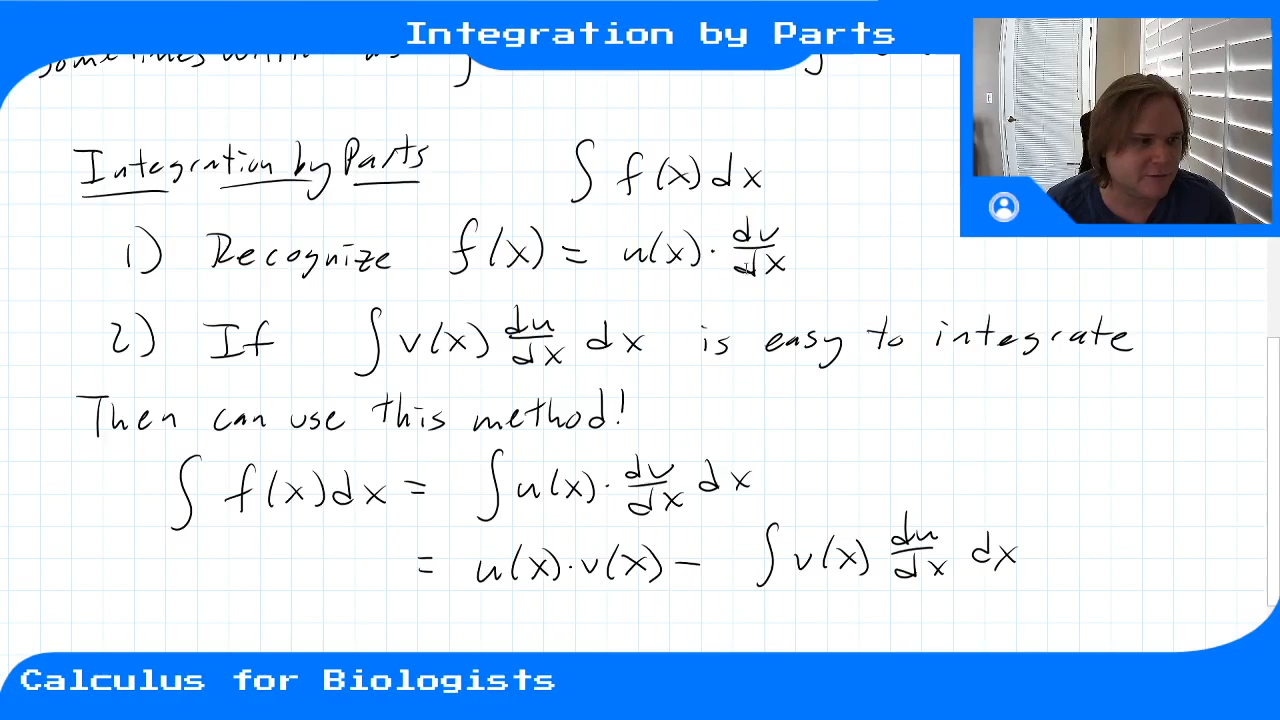 Integration by Parts
Integration by Parts ∫ f(x) dx
1) Recognize f(x) = u(x) · dv/dx
2) If ∫ v(x) du/dx dx is easy to integrate
Then can use this method!
∫ f(x) dx = ∫ u(x) · dv/dx dx
= u(x) · v(x) − ∫ v(x) du/dx dx
Calculus for Biologists